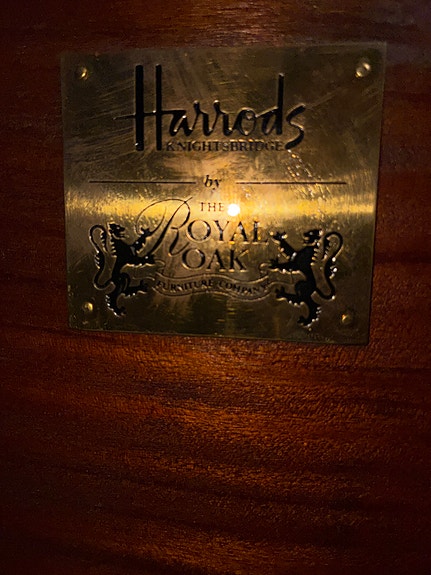 Harrods
KNIGHTSBRIDGE
by
THE
ROYAL
OAK
FURNITURE COMPANY